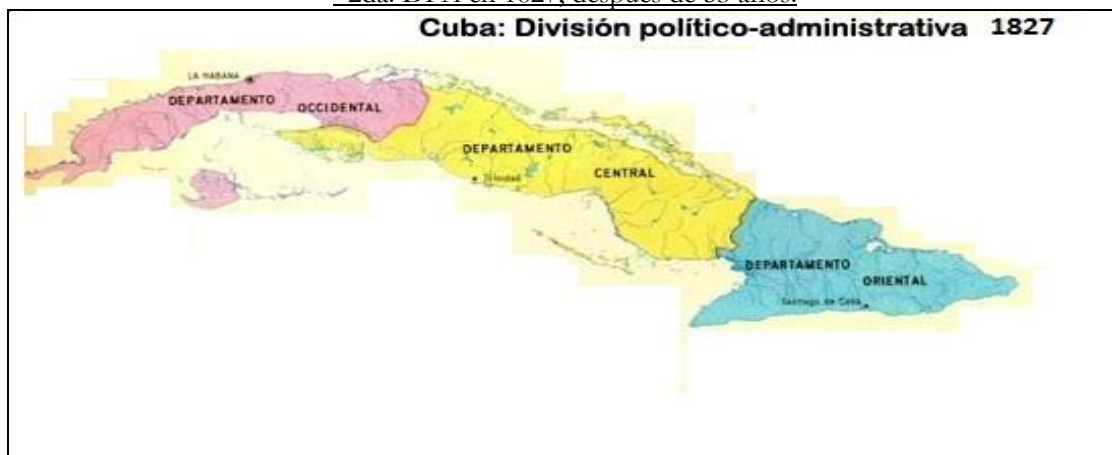 Cuba: División político-administrativa 1827
LA HABANA
DEPARTAMENTO OCCIDENTAL
DEPARTAMENTO CENTRAL
Trinidad
DEPARTAMENTO ORIENTAL
Santiago de Cuba